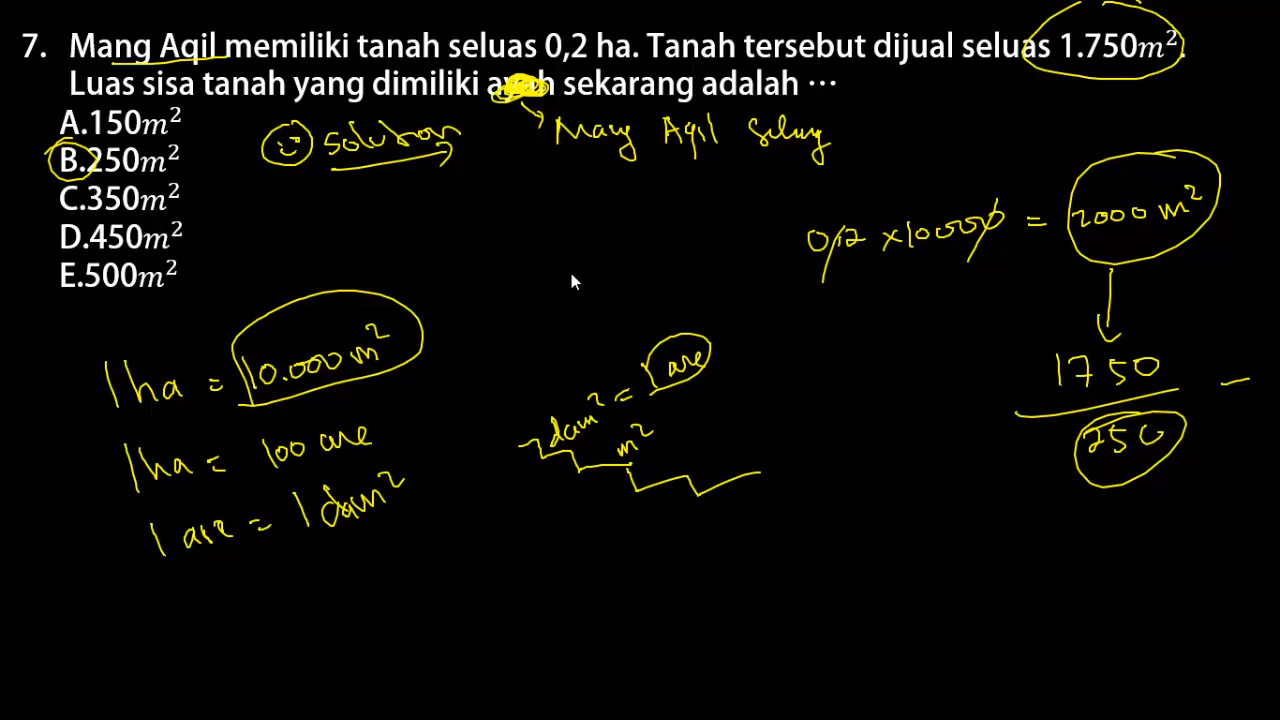 7. Mang Aqil memiliki tanah seluas 0,2 ha. Tanah tersebut dijual seluas 1.750m².
Luas sisa tanah yang dimiliki sekarang adalah ⋯
A.150m²
B.250m²
C.350m²
D.450m²
E.500m²
Solution
Mang Aqil
0,2 x10000 = 2000 m²
1750 -
250
1 ha = 10.000 m²
1 ha = 100 are
1 are = 1 dam²
dam² = 1 are
m²